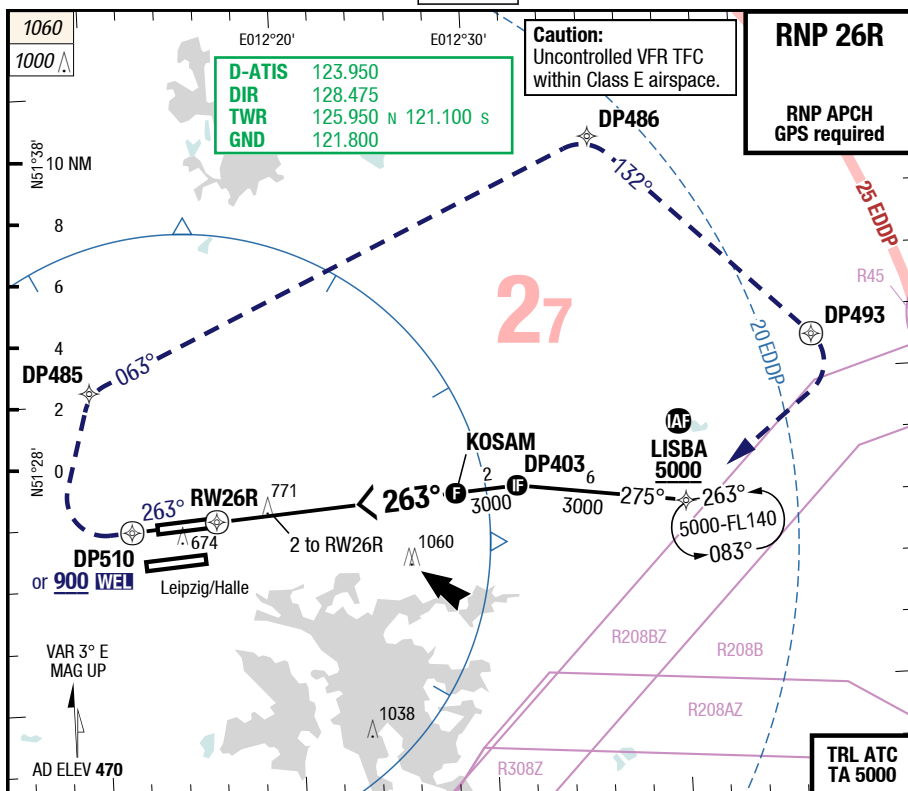 1060
1000
E012°20'
E012°30'
D-ATIS 123.950
DIR 128.475
TWR 125.950 N 121.100 S
GND 121.800
Caution:
Uncontrolled VFR TFC
within Class E airspace.
RNP 26R
RNP APCH
GPS required
N51°38'
10 NM
8
6
4
2
0
N51°28'
DP486
132°
25 EDDP
R45
DP493
20 EDDP
27
DP485
063°
IAF
LISBA
5000
KOSAM
DP403
F
2
3000
IF
6
3000
275°
263°
5000-FL140
083°
263°
RW26R
771
263°
674
2 to RW26R
1060
DP510
or 900 WEL
Leipzig/Halle
R208BZ
R208B
R208AZ
R308Z
VAR 3° E
MAG UP
1038
AD ELEV 470
TRL ATC
TA 5000